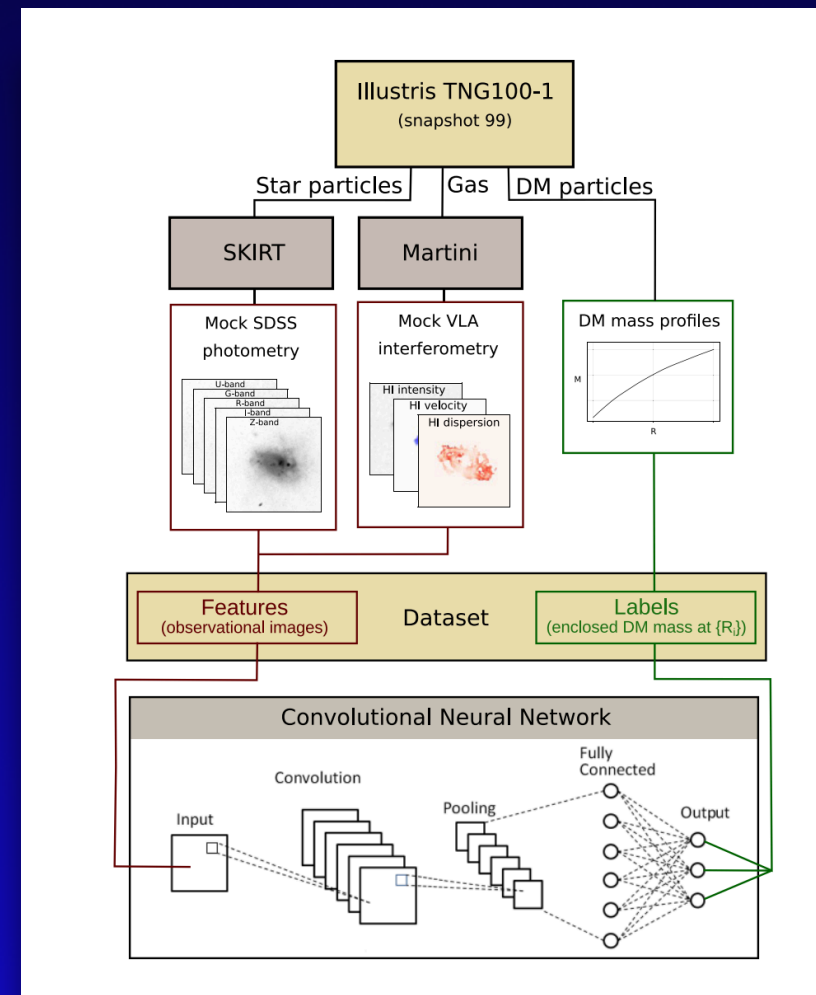 Illustris TNG100-1
(snapshot 99)
Star particles
Gas
DM particles
SKIRT
Martini
Mock SDSS
photometry
U-band
G-band
R-band
I-band
Z-band
Mock VLA
interferometry
HI intensity
HI velocity
HI dispersion
DM mass profiles
M
R
Features
(observational images)
Dataset
Labels
(enclosed DM mass at {Rᵢ})
Convolutional Neural Network
Input
Convolution
Pooling
Fully
Connected
Output